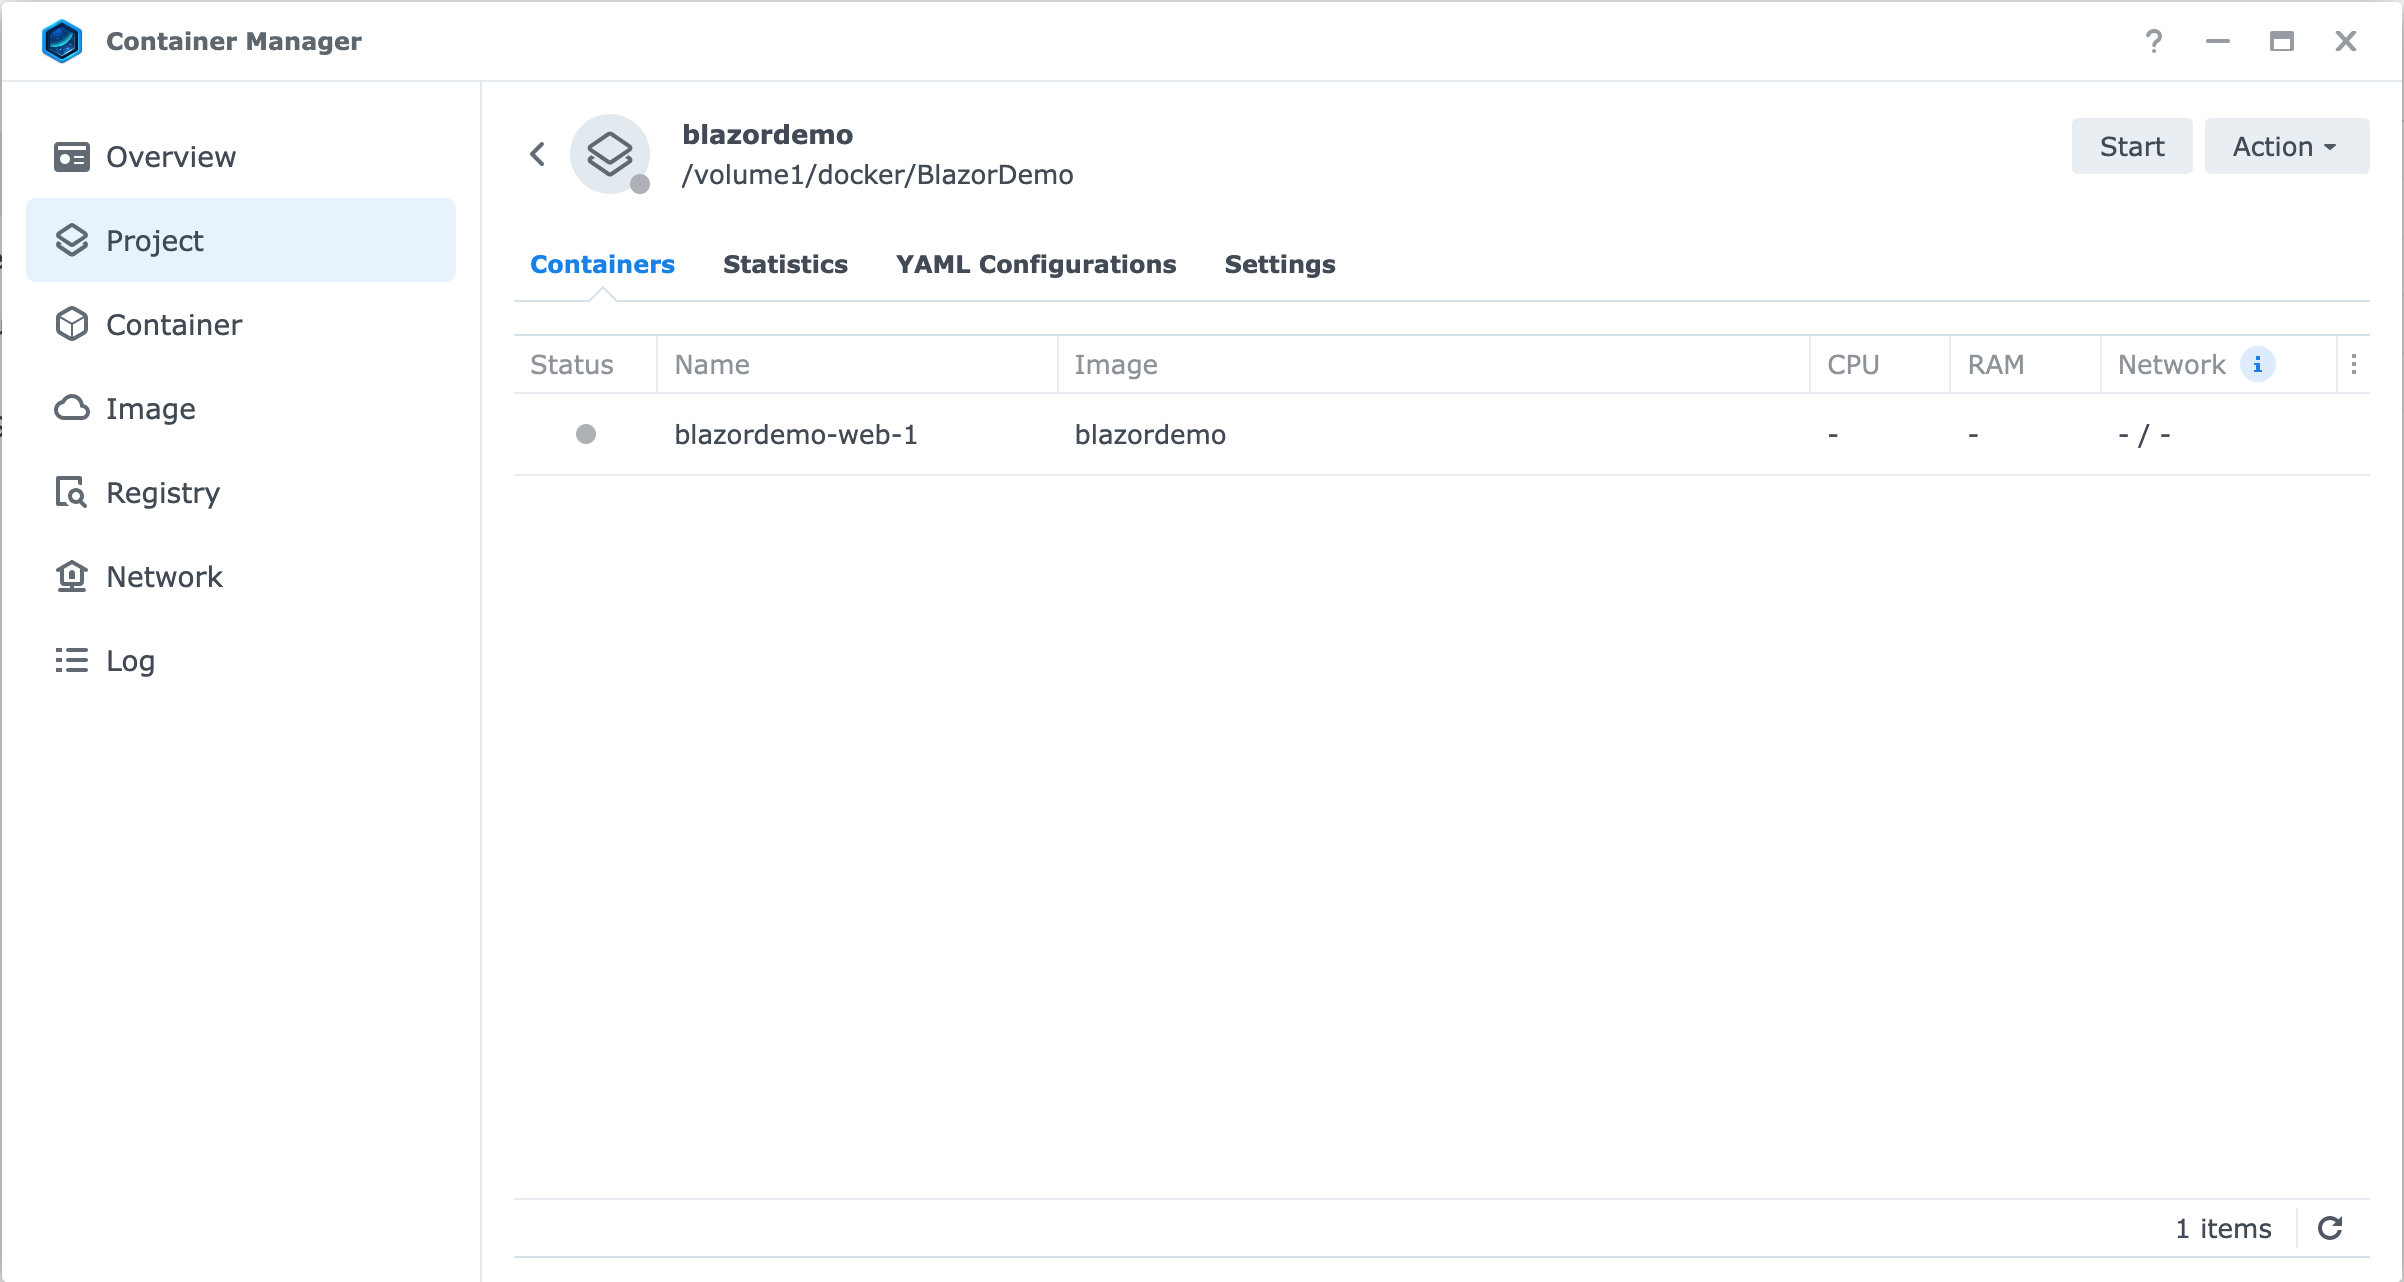 Container Manager
Overview
Project
Container
Image
Registry
Network
Log
blazordemo
/volume1/docker/BlazorDemo
Start
Action
Containers Statistics YAML Configurations Settings
Status Name Image CPU RAM Network
blazordemo-web-1 blazordemo - - - / -
1 items